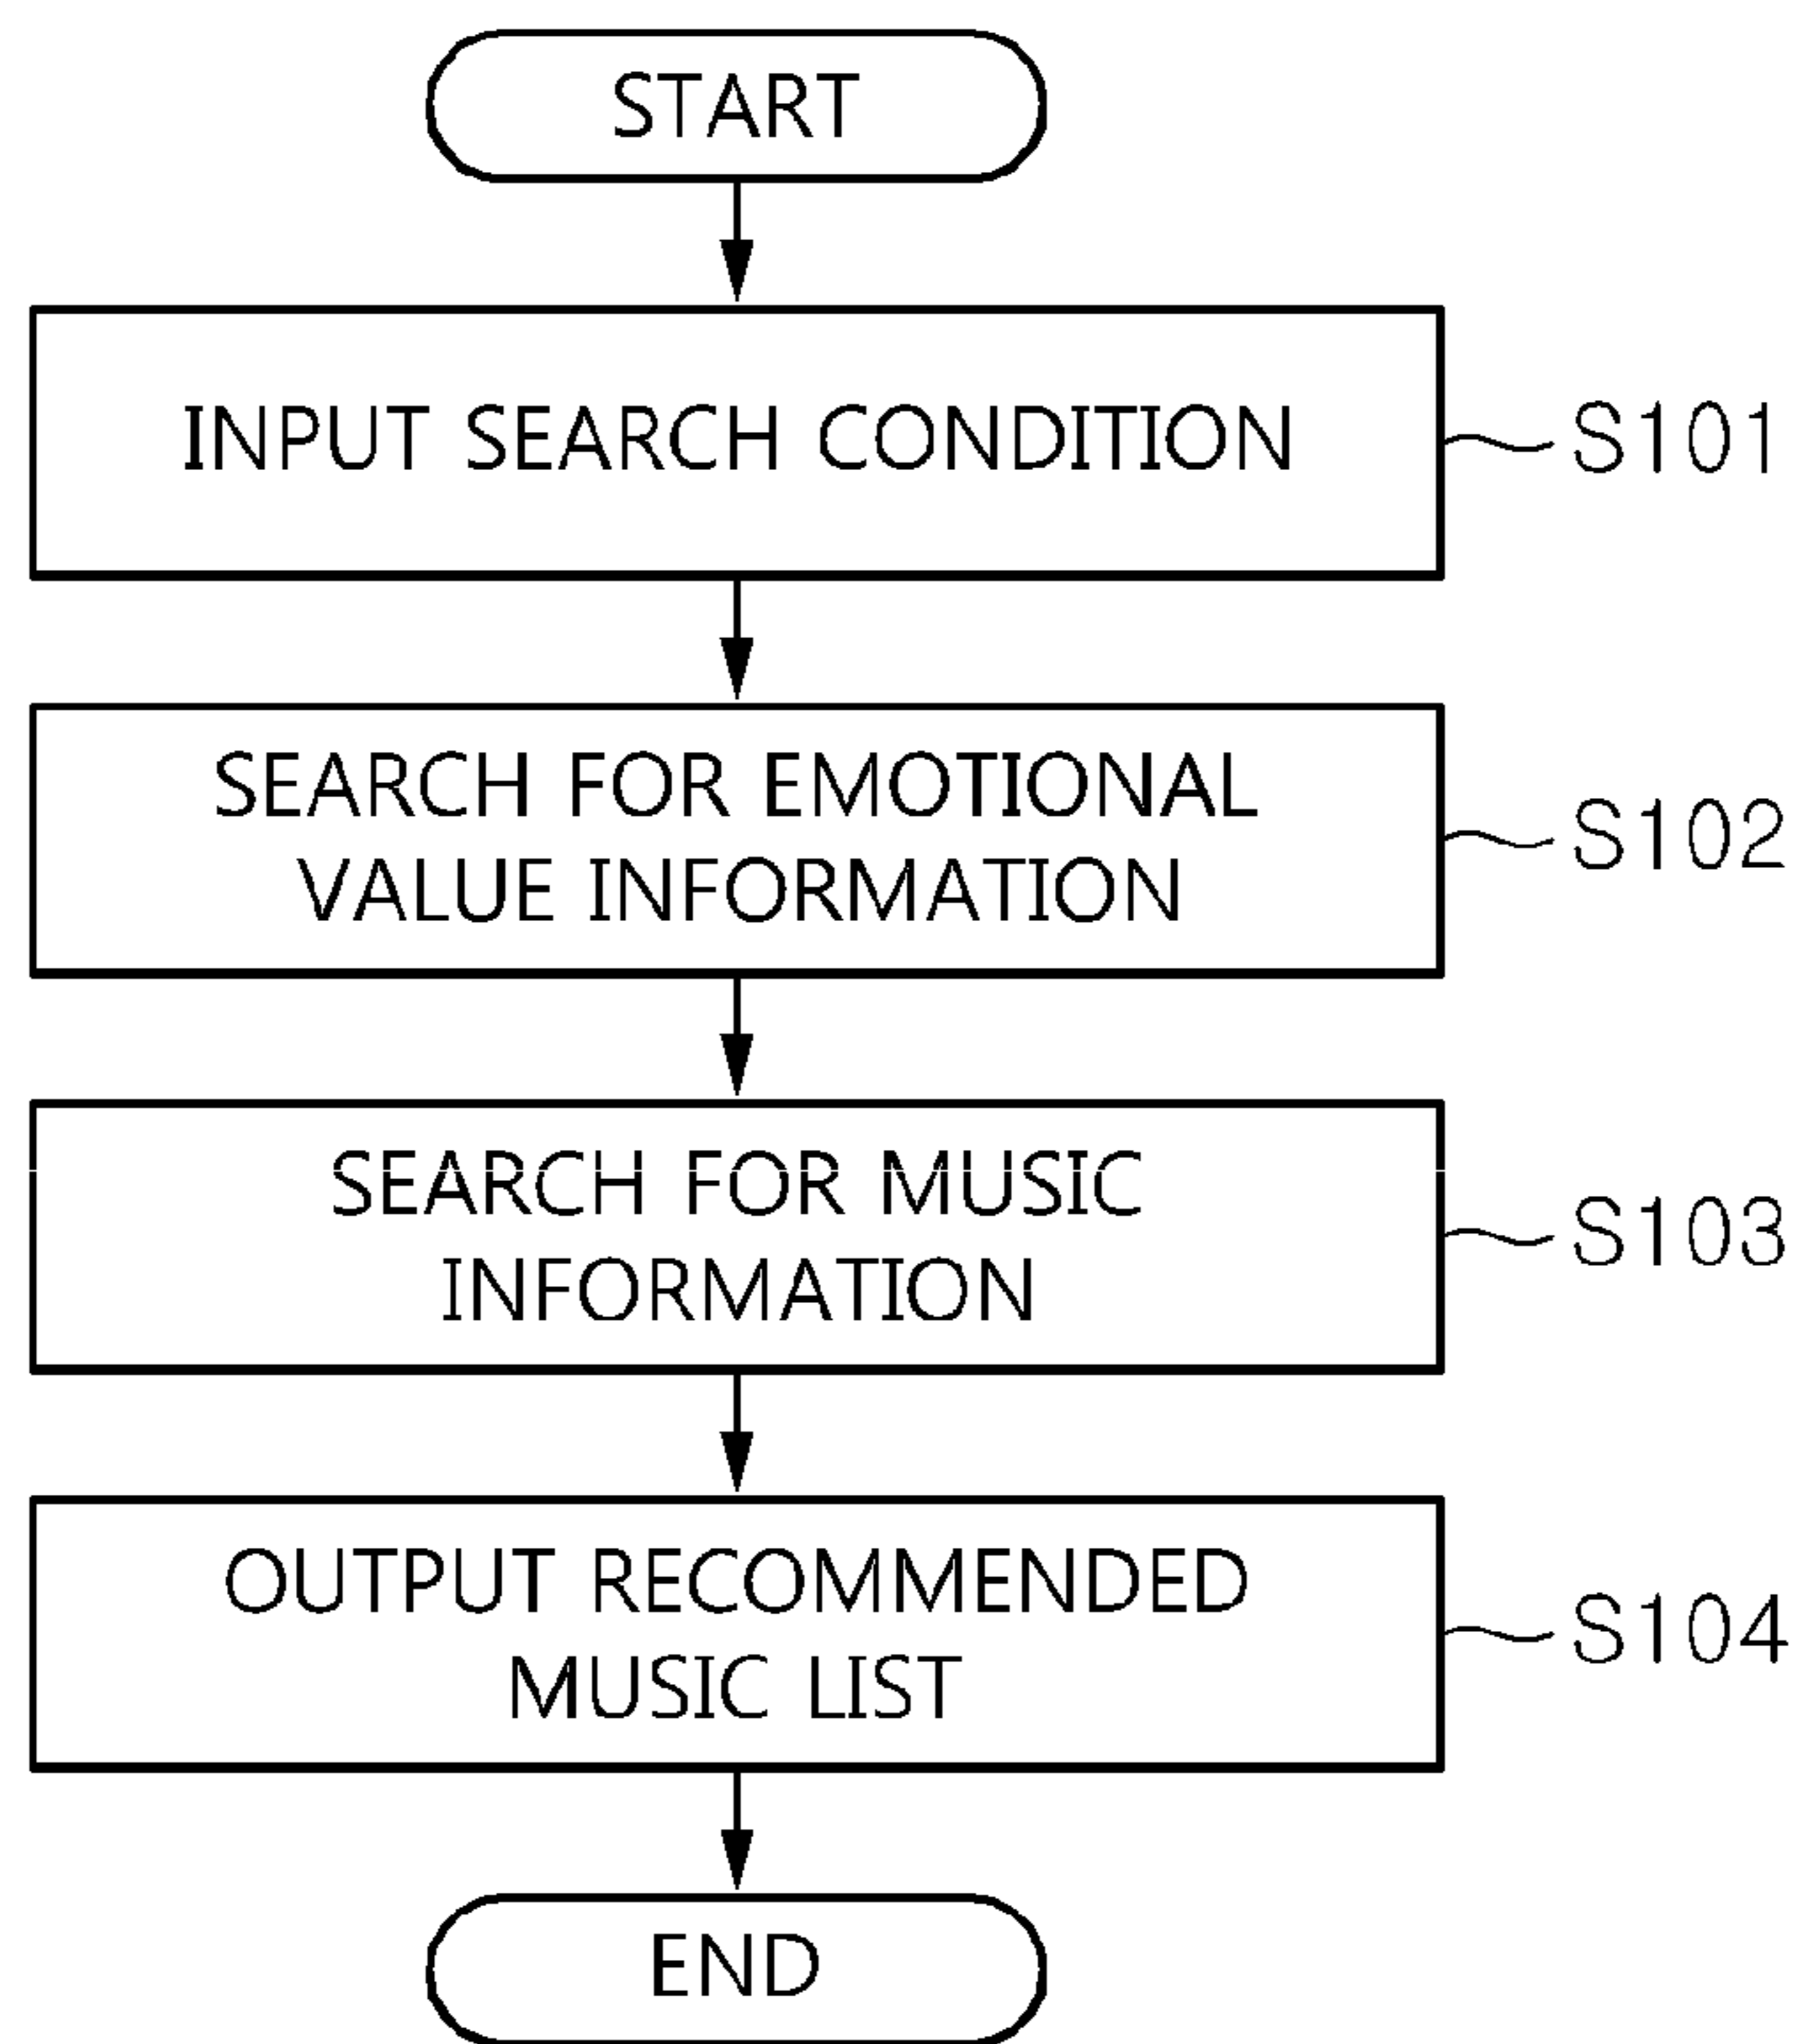 START
INPUT SEARCH CONDITION
S101
SEARCH FOR EMOTIONAL
VALUE INFORMATION
S102
SEARCH FOR MUSIC
INFORMATION
S103
OUTPUT RECOMMENDED
MUSIC LIST
S104
END